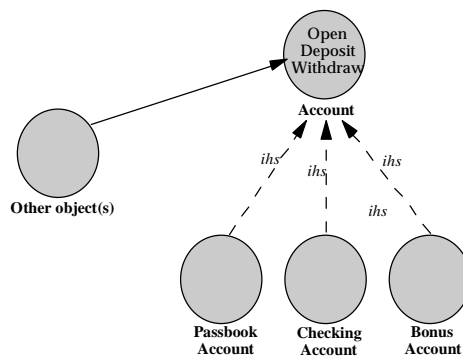 Open
Deposit
Withdraw
Account
ihs
ihs
ihs
ihs
Other object(s)
Passbook
Account
Checking
Account
Bonus
Account